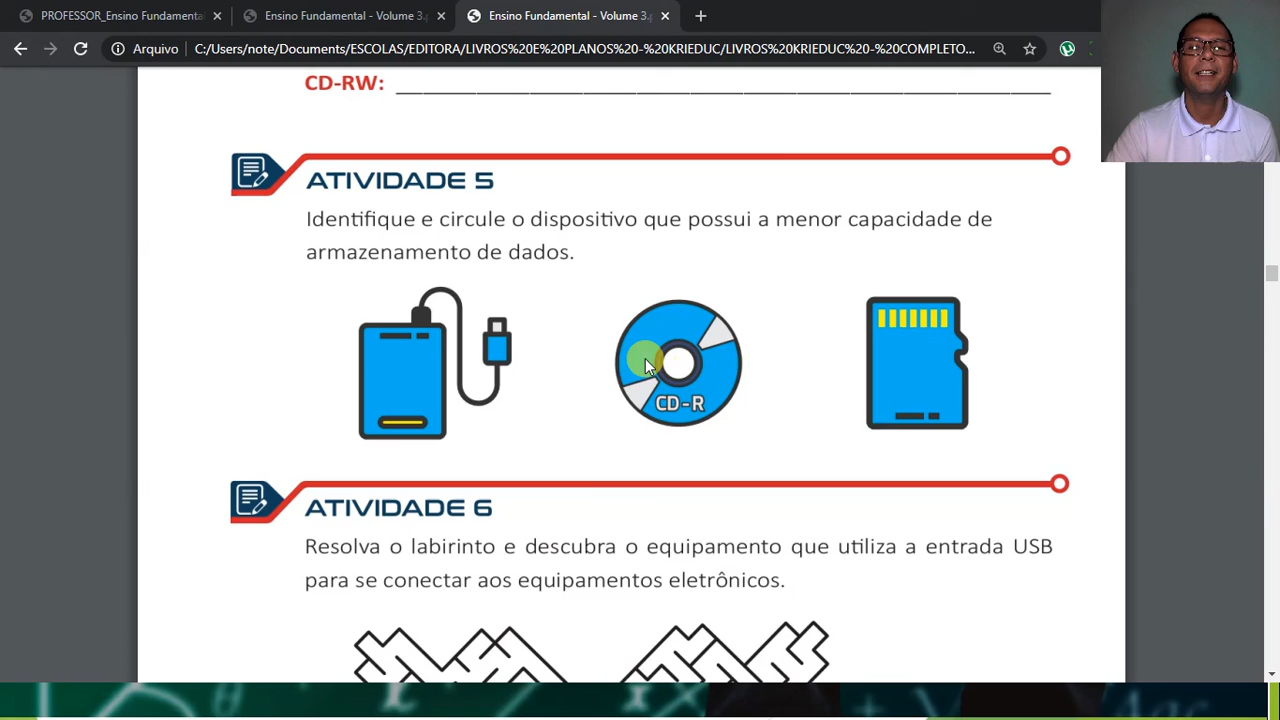 PROFESSOR_Ensino Fundamental
Ensino Fundamental - Volume 3.
Ensino Fundamental - Volume 3.p
Arquivo
C:/Users/note/Documents/ESCOLAS/EDITORA/LIVROS%20E%20PLANOS%20-%20KRIEDUC/LIVROS%20KRIEDUC%20-%20COMPLETO...
CD-RW:
ATIVIDADE 5
Identifique e circule o dispositivo que possui a menor capacidade de
armazenamento de dados.
CD-R
ATIVIDADE 6
Resolva o labirinto e descubra o equipamento que utiliza a entrada USB
para se conectar aos equipamentos eletrônicos.